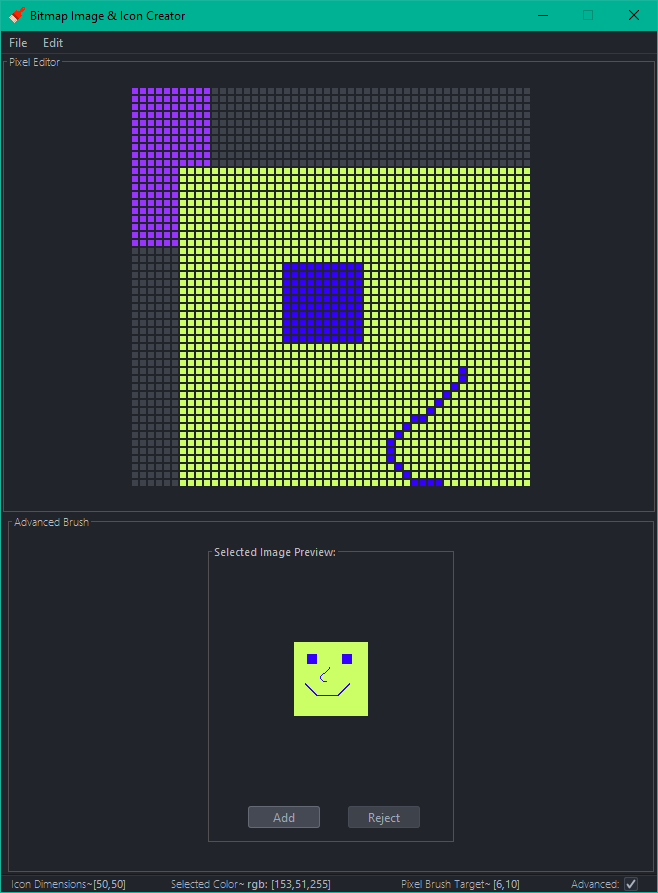 Bitmap Image & Icon Creator
File Edit
Pixel Editor
Advanced Brush
Selected Image Preview:
Add Reject
Icon Dimensions~[50,50] Selected Color~ rgb: [153,51,255] Pixel Brush Target~ [6,10] Advanced: